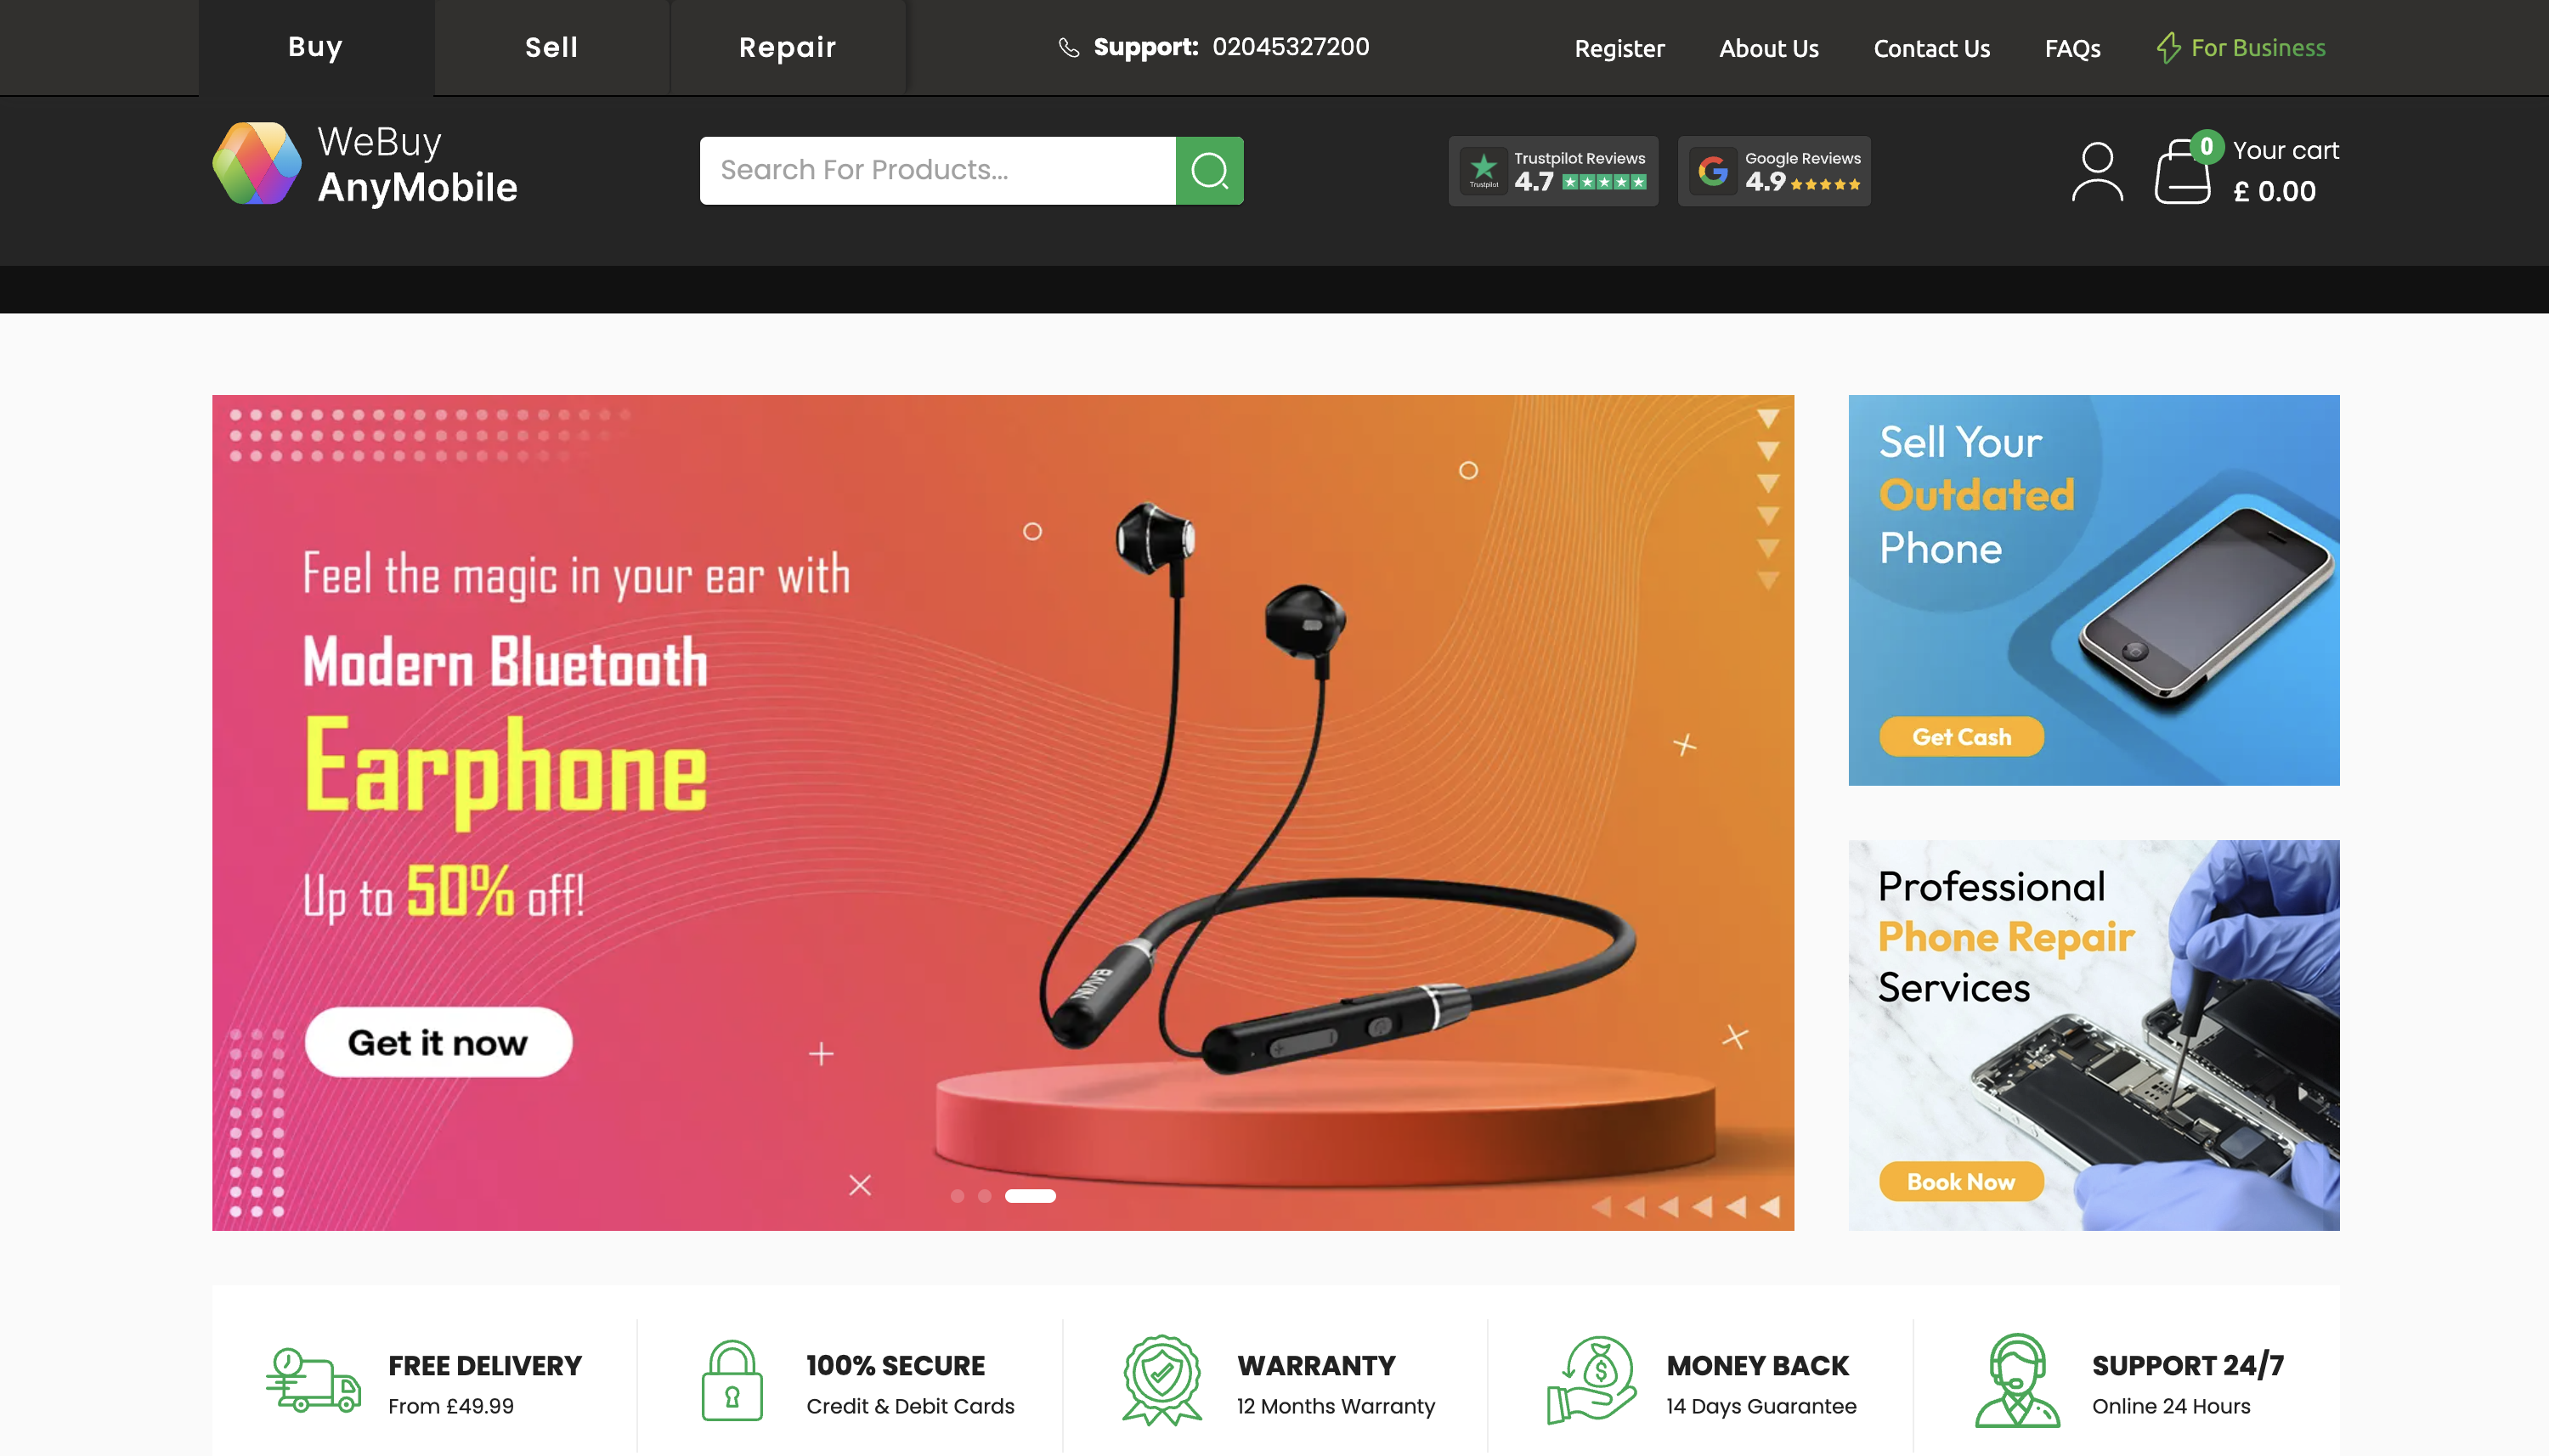 Buy
Sell
Repair
Support: 02045327200
Register
About Us
Contact Us
FAQs
For Business
WeBuy
AnyMobile
Search For Products...
Trustpilot
Trustpilot Reviews
4.7
Google Reviews
4.9
0
Your cart
£ 0.00
Feel the magic in your ear with
Modern Bluetooth
Earphone
Up to 50% off!
Get it now
BAVIN
Sell Your
Outdated
Phone
Get Cash
Professional
Phone Repair
Services
Book Now
FREE DELIVERY
From £49.99
100% SECURE
Credit & Debit Cards
WARRANTY
12 Months Warranty
MONEY BACK
14 Days Guarantee
SUPPORT 24/7
Online 24 Hours